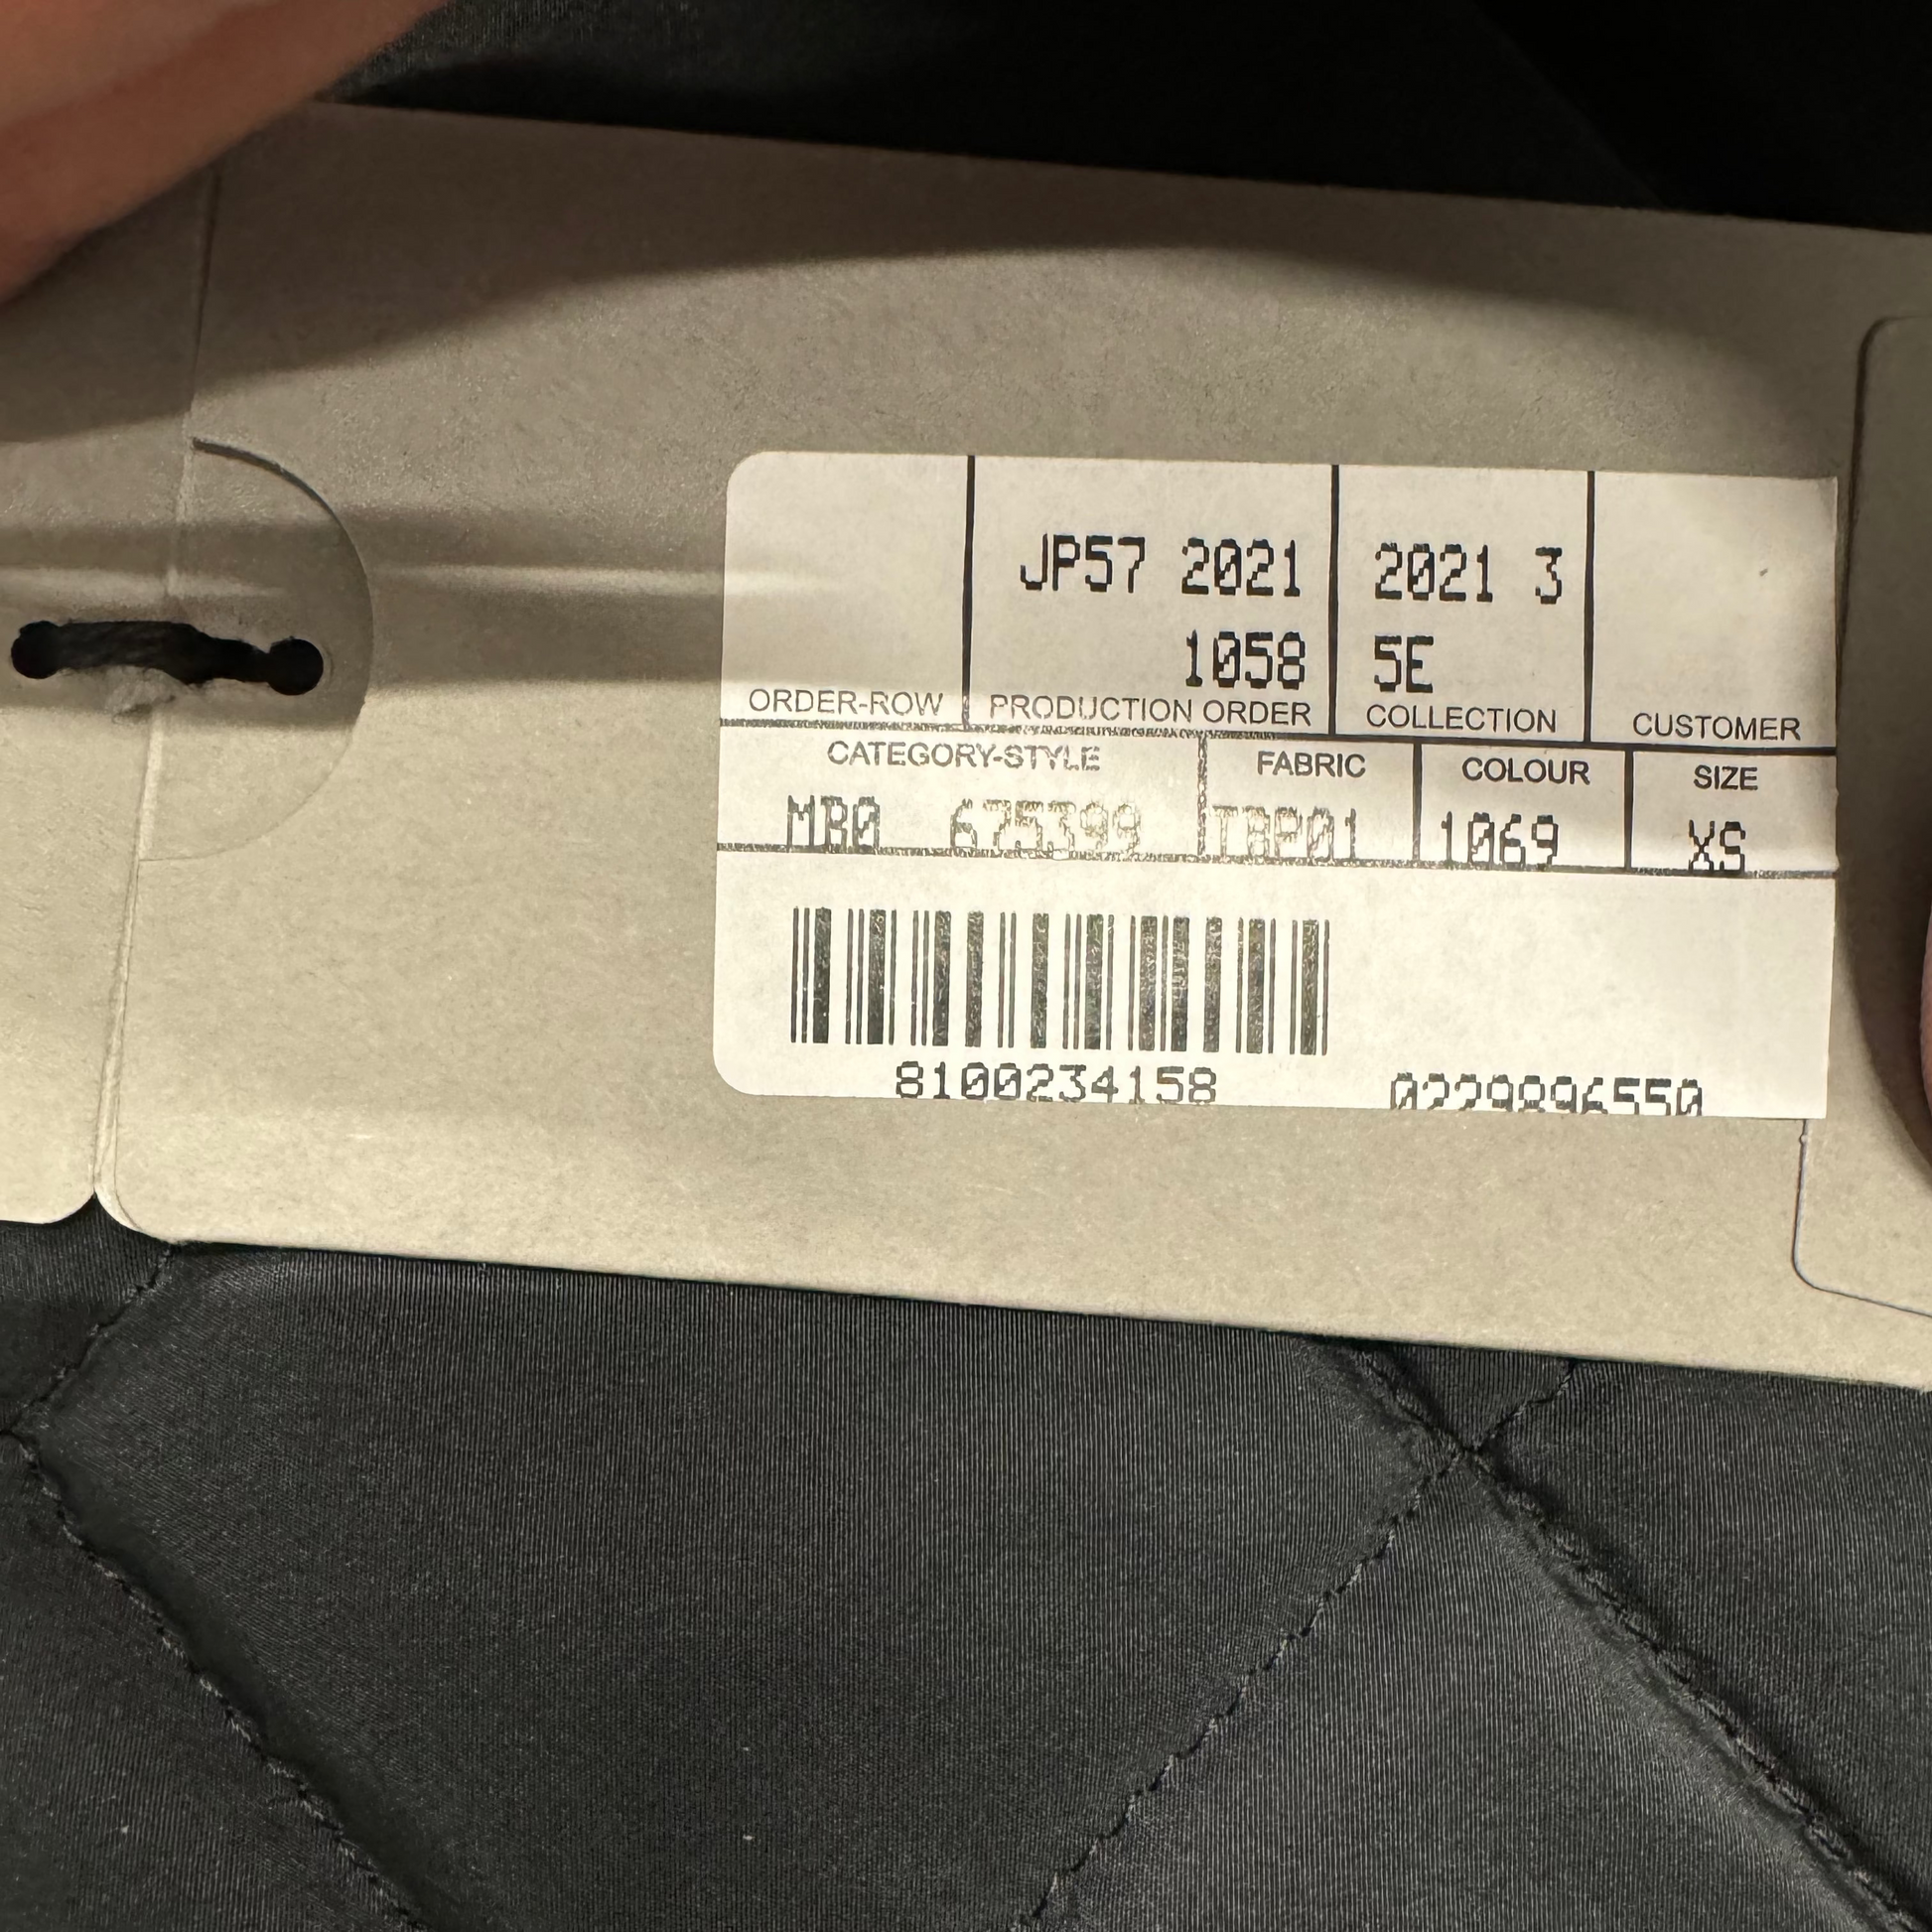 JP57 2021 2021 3
1058 5E
ORDER-ROW PRODUCTION ORDER COLLECTION CUSTOMER
CATEGORY-STYLE FABRIC COLOUR SIZE
MB0 675399 1069 XS
8100234158 0229896550